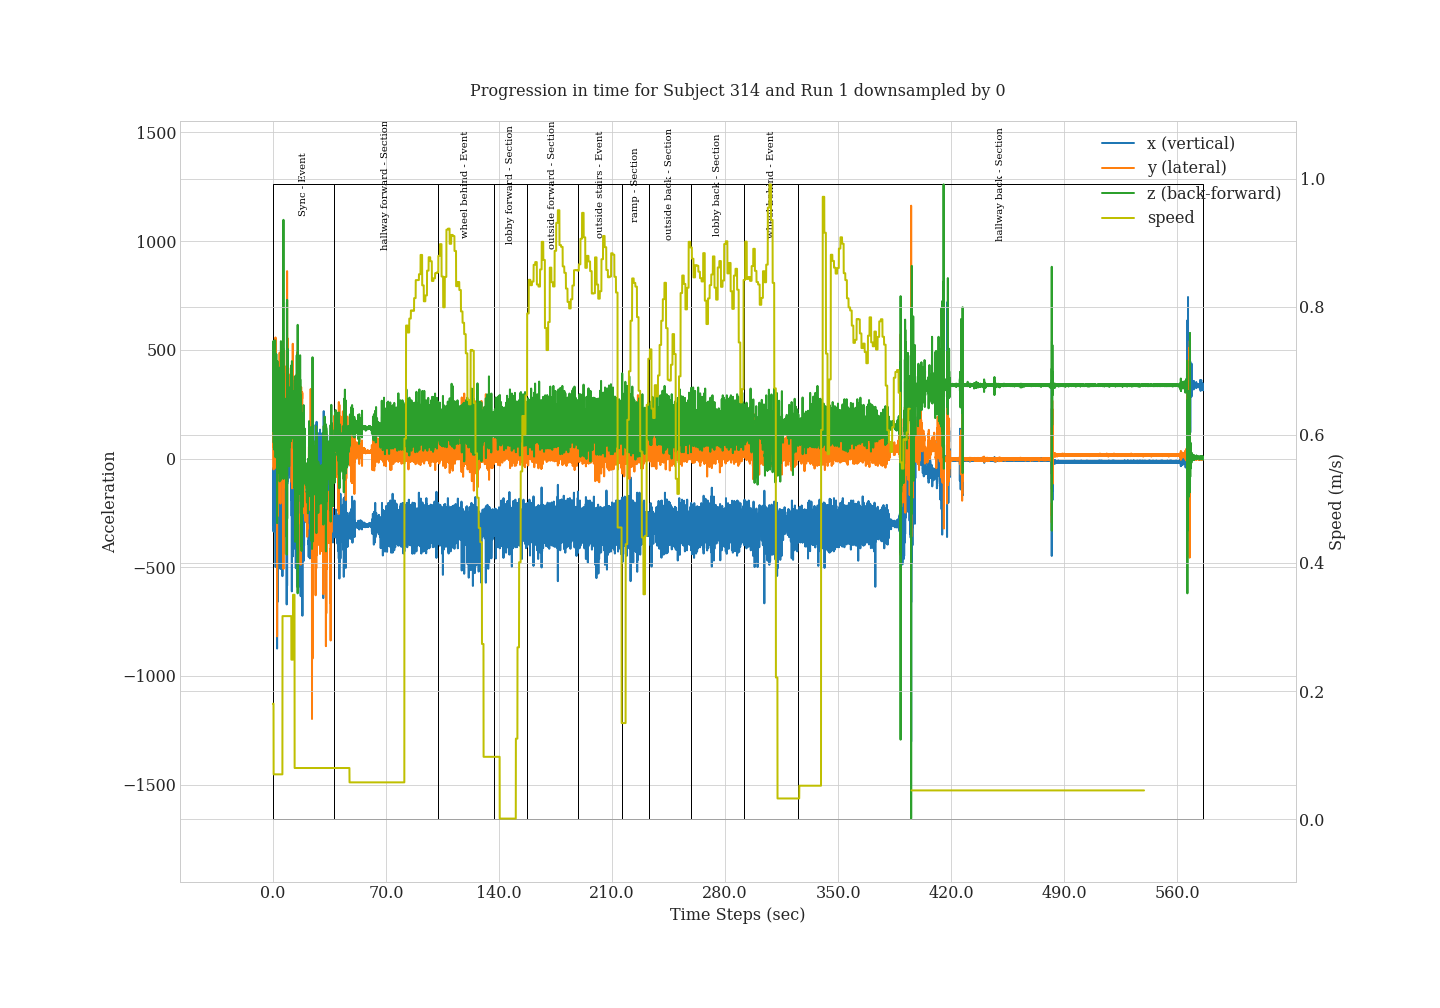 Progression in time for Subject 314 and Run 1 downsampled by 0
1500
1000
500
0
−500
−1000
−1500
Acceleration
Sync - Event
hallway forward - Section
wheel behind - Event
lobby forward - Section
outside forward - Section
outside stairs - Event
ramp - Section
outside back - Section
lobby back - Section
wheel behind - Event
hallway back - Section
x (vertical)
y (lateral)
z (back-forward)
speed
1.0
0.8
0.6
0.4
0.2
0.0
Speed (m/s)
0.0 70.0 140.0 210.0 280.0 350.0 420.0 490.0 560.0
Time Steps (sec)